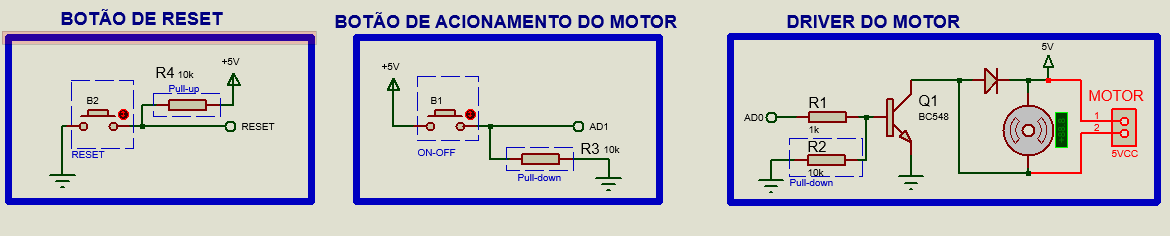 BOTÃO DE RESET
R4 10k
Pull-up
+5V
B2
RESET
RESET
BOTÃO DE ACIONAMENTO DO MOTOR
+5V
B1
AD1
ON-OFF
R3 10k
Pull-down
DRIVER DO MOTOR
5V
R1
AD0
1k
R2
10k
Pull-down
Q1
BC548
MOTOR
1
2
5VCC